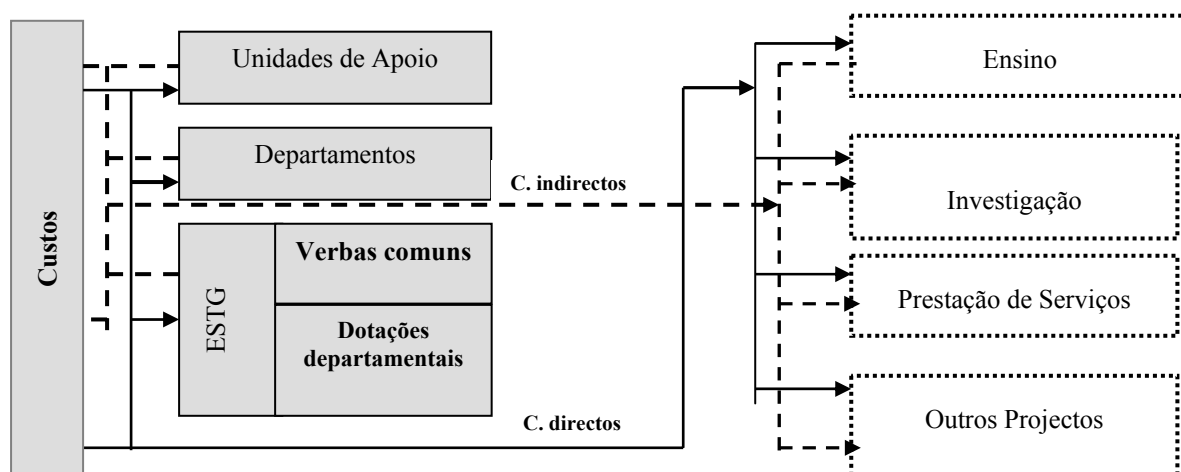 Custos
Unidades de Apoio
Departamentos
C. indirectos
ESTG
Verbas comuns
Dotações
departamentais
C. directos
Ensino
Investigação
Prestação de Serviços
Outros Projectos